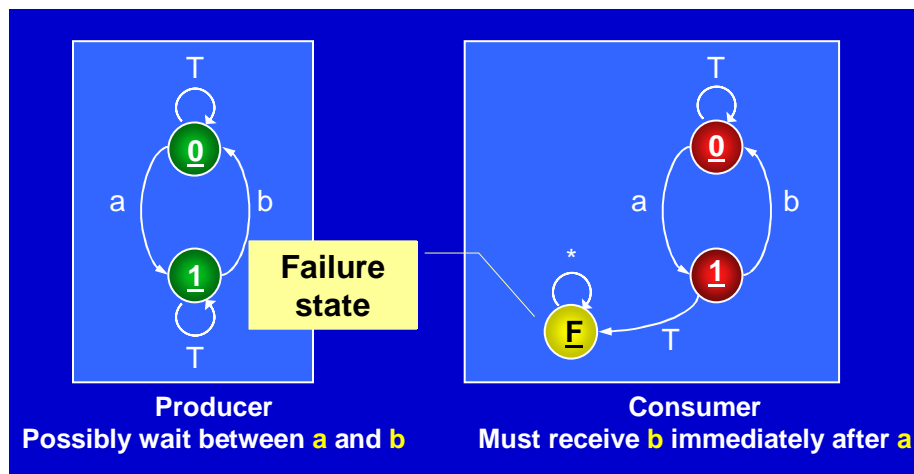 T
T
0
0
a
b
a
b
1
1
Failure
state
*
F
T
T
Producer
Consumer
Possibly wait between a and b
Must receive b immediately after a